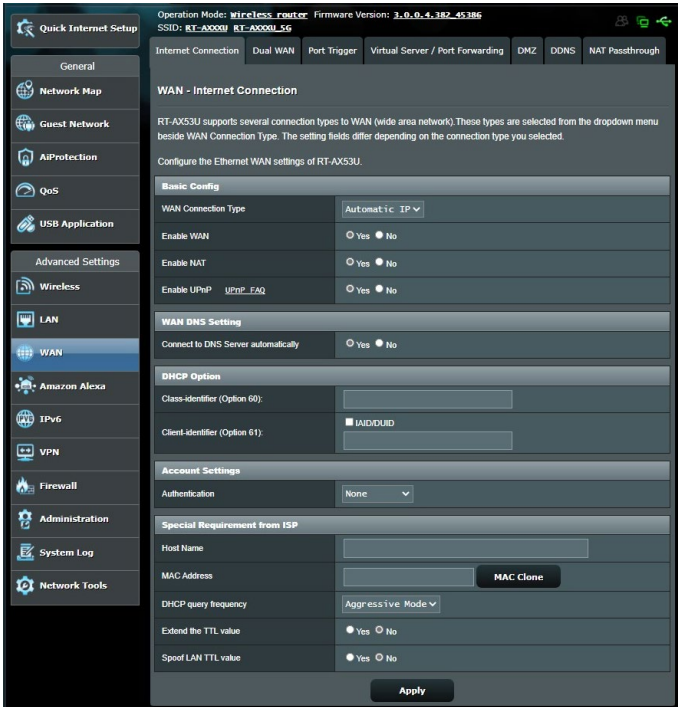 Operation Mode: Wireless router Firmware Version: 3.0.0.4.382_45386
SSID: RT-AXXXU RT-AXXXU_5G
Quick Internet Setup
General
Network Map
Guest Network
AiProtection
QoS
USB Application
Advanced Settings
Wireless
LAN
WAN
Amazon Alexa
IPv6
VPN
Firewall
Administration
System Log
Network Tools
Internet Connection Dual WAN Port Trigger Virtual Server / Port Forwarding DMZ DDNS NAT Passthrough
WAN - Internet Connection
RT-AX53U supports several connection types to WAN (wide area network).These types are selected from the dropdown menu
beside WAN Connection Type. The setting fields differ depending on the connection type you selected.
Configure the Ethernet WAN settings of RT-AX53U.
Basic Config
WAN Connection Type Automatic IP
Enable WAN Yes No
Enable NAT Yes No
Enable UPnP UPnP FAQ Yes No
WAN DNS Setting
Connect to DNS Server automatically Yes No
DHCP Option
Class-identifier (Option 60):
Client-identifier (Option 61): IAID/DUID
Account Settings
Authentication None
Special Requirement from ISP
Host Name
MAC Address MAC Clone
DHCP query frequency Aggressive Mode
Extend the TTL value Yes No
Spoof LAN TTL value Yes No
Apply